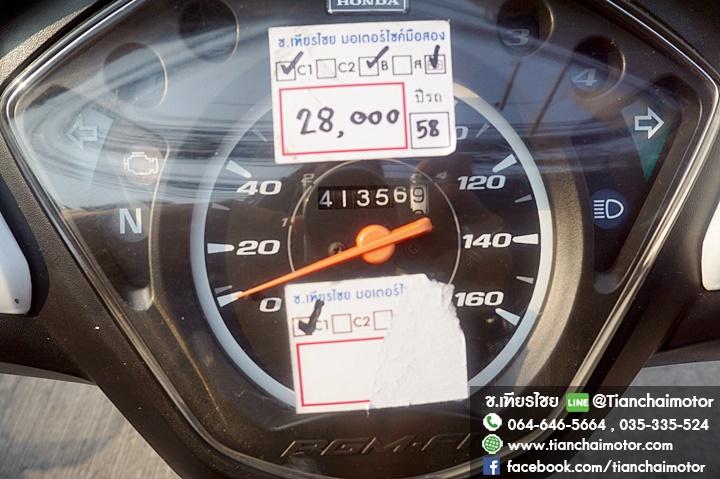 HONDA
ช.เทียรไชย มอเตอร์ไซค์มือสอง
C1 C2 B ส
ปีรถ
28,000 58
3
4
40 120
413569
N
20 140
0 160
ช.เทียรไชย มอเตอร์ไ
C1 C2
PGM-FI
ช.เทียรไชย LINE @Tianchaimotor
064-646-5664 , 035-335-524
www.tianchaimotor.com
facebook.com/tianchaimotor